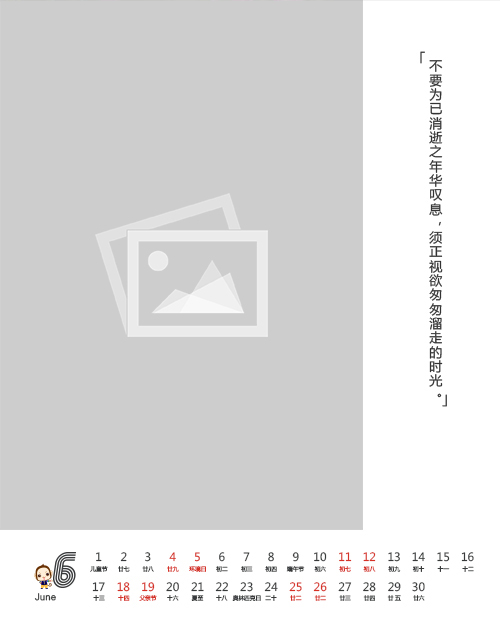 「不要为已消逝之年华叹息，须正视欲匆匆溜走的时光。」
6
June
1 2 3 4 5 6 7 8 9 10 11 12 13 14 15 16
儿童节 廿七 廿八 廿九 环境日 初二 初三 初四 端午节 初六 初七 初八 初九 初十 十一 十二
17 18 19 20 21 22 23 24 25 26 27 28 29 30
十三 十四 父亲节 十六 夏至 十八 奥林匹克日 二十 廿二 廿二 廿三 廿四 廿五 廿六